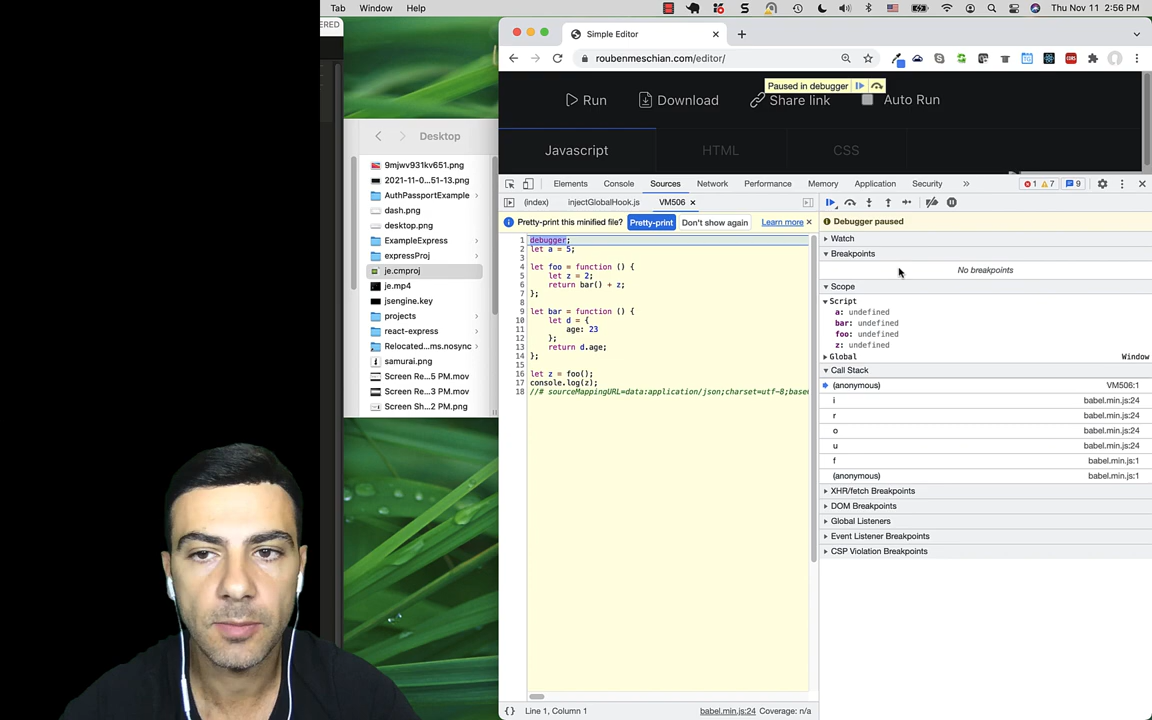 Tab Window Help
Thu Nov 11 2:56 PM
ERED
Simple Editor
roubenmeschian.com/editor/
Paused in debugger
Run Download Share link Auto Run
Javascript HTML CSS
Desktop
9mjwv931kv651.png
2021-11-0...51-13.png
AuthPassportExample
dash.png
desktop.png
ExampleExpress
expressProj
je.cmproj
je.mp4
jsengine.key
projects
react-express
Relocated...ms.nosync
samurai.png
Screen Re...5 PM.mov
Screen Re...3 PM.mov
Screen Sh...2 PM.png
Elements Console Sources Network Performance Memory Application Security » 1 7 9
(index) injectGlobalHook.js VM506
Pretty-print this minified file? Pretty-print Don't show again Learn more
1 debugger;
2 let a = 5;
3
4 let foo = function () {
5 let z = 2;
6 return bar() + z;
7 };
8
9 let bar = function () {
10 let d = {
11 age: 23
12 };
13 return d.age;
14 };
15
16 let z = foo();
17 console.log(z);
18 //# sourceMappingURL=data:application/json;charset=utf-8;base
{} Line 1, Column 1 babel.min.js:24 Coverage: n/a
Debugger paused
Watch
Breakpoints
No breakpoints
Scope
Script
a: undefined
bar: undefined
foo: undefined
z: undefined
Global Window
Call Stack
(anonymous) VM506:1
i babel.min.js:24
r babel.min.js:24
o babel.min.js:24
u babel.min.js:24
f babel.min.js:1
(anonymous) babel.min.js:1
XHR/fetch Breakpoints
DOM Breakpoints
Global Listeners
Event Listener Breakpoints
CSP Violation Breakpoints